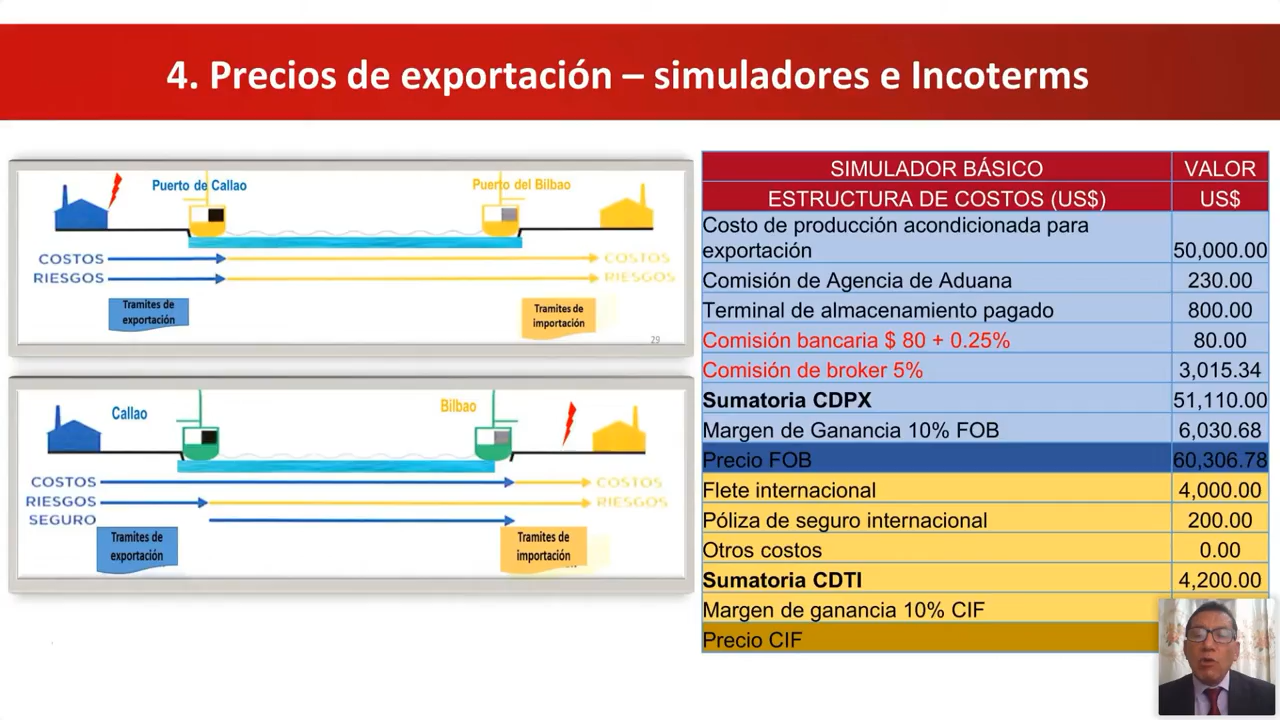 4. Precios de exportación – simuladores e Incoterms
Puerto de Callao
Puerto del Bilbao
COSTOS
COSTOS
RIESGOS
RIESGOS
Tramites de
exportación
Tramites de
importación
29
Callao
Bilbao
COSTOS
COSTOS
RIESGOS
RIESGOS
SEGURO
Tramites de
exportación
Tramites de
importación
SIMULADOR BÁSICO VALOR
ESTRUCTURA DE COSTOS (US$) US$
Costo de producción acondicionada para
exportación 50,000.00
Comisión de Agencia de Aduana 230.00
Terminal de almacenamiento pagado 800.00
Comisión bancaria $ 80 + 0.25% 80.00
Comisión de broker 5% 3,015.34
Sumatoria CDPX 51,110.00
Margen de Ganancia 10% FOB 6,030.68
Precio FOB 60,306.78
Flete internacional 4,000.00
Póliza de seguro internacional 200.00
Otros costos 0.00
Sumatoria CDTI 4,200.00
Margen de ganancia 10% CIF
Precio CIF